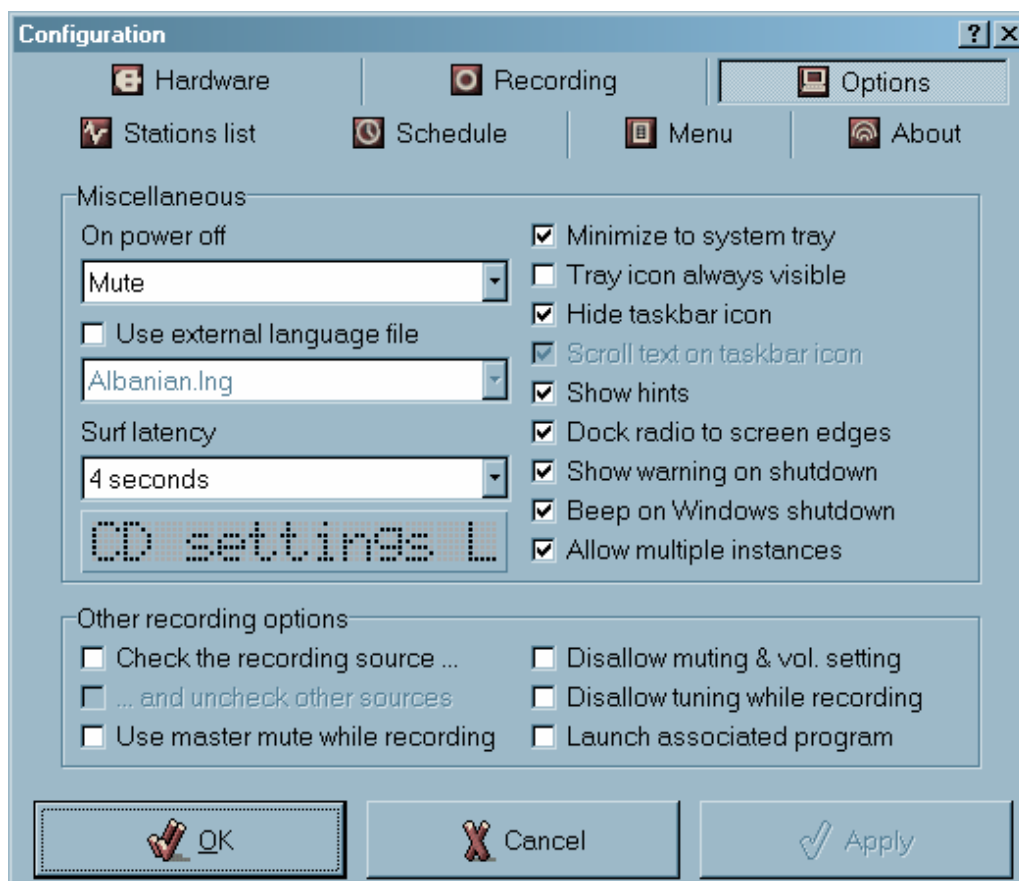 Configuration
Hardware
Recording
Options
Stations list
Schedule
Menu
About
Miscellaneous
On power off
Mute
Use external language file
Albanian.lng
Surf latency
4 seconds
CD settings L
Minimize to system tray
Tray icon always visible
Hide taskbar icon
Scroll text on taskbar icon
Show hints
Dock radio to screen edges
Show warning on shutdown
Beep on Windows shutdown
Allow multiple instances
Other recording options
Check the recording source ...
... and uncheck other sources
Use master mute while recording
Disallow muting & vol. setting
Disallow tuning while recording
Launch associated program
OK
Cancel
Apply